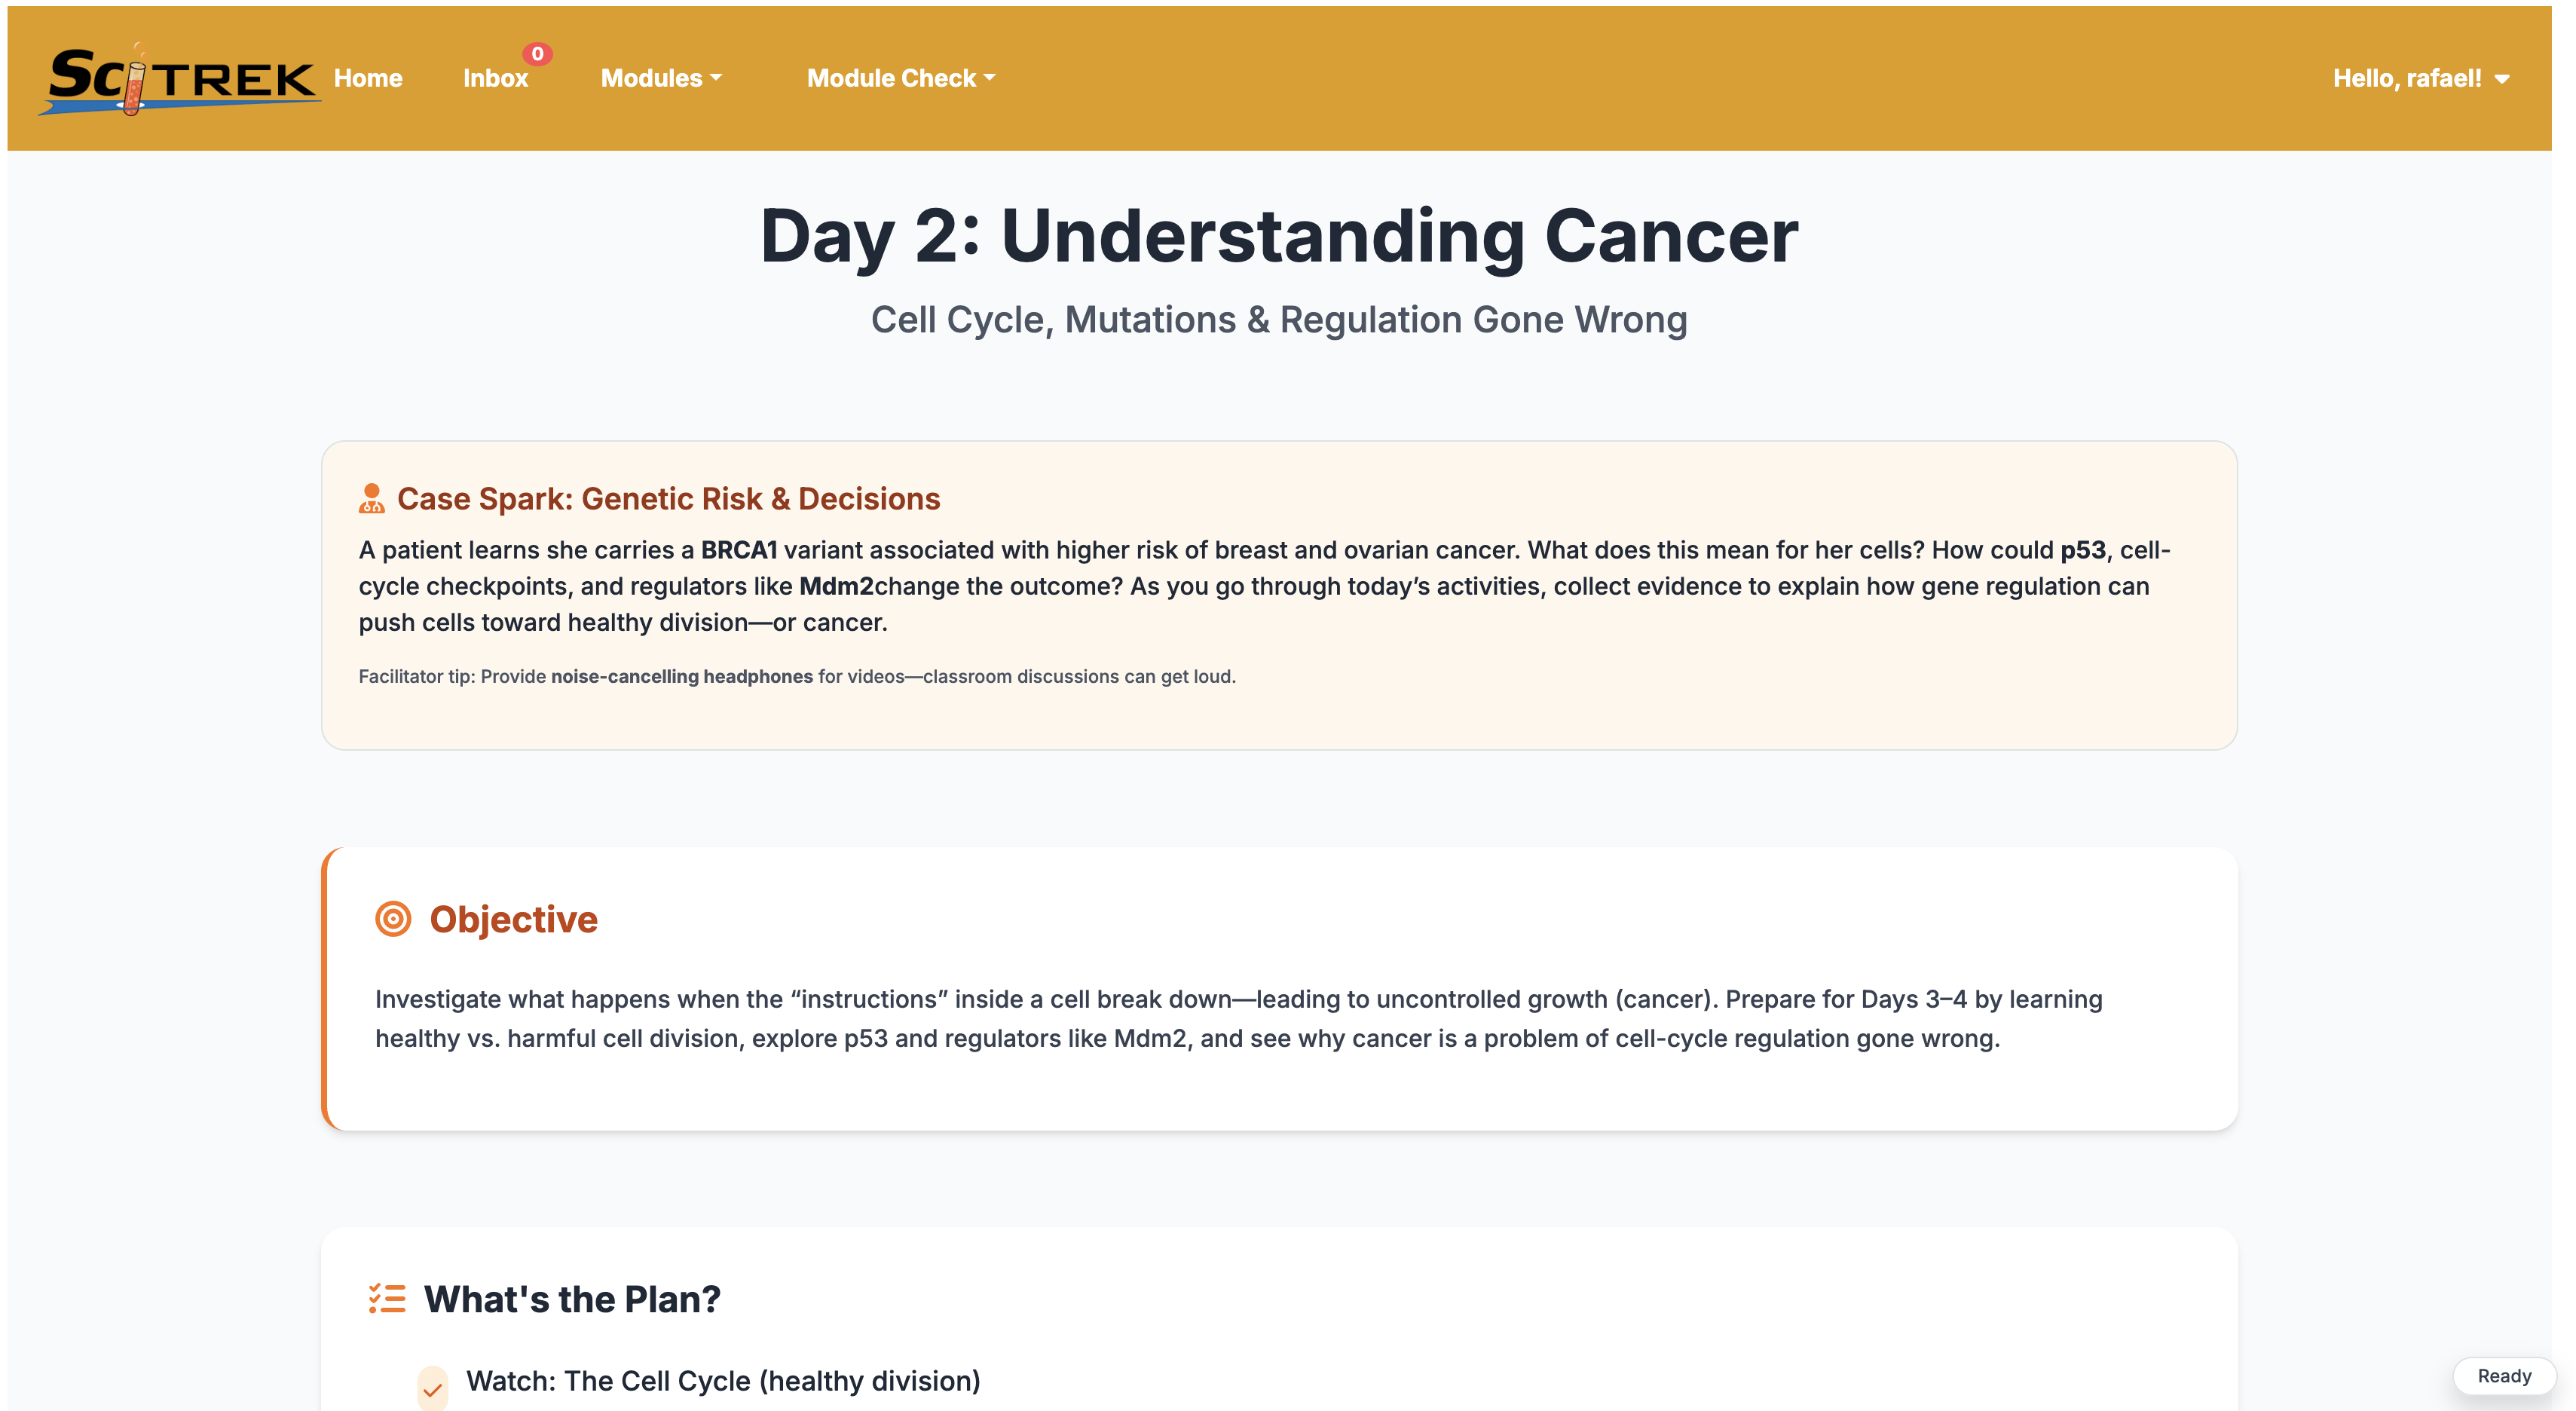 SciTREK
Home
Inbox
0
Modules
Module Check
Hello, rafael!
Day 2: Understanding Cancer
Cell Cycle, Mutations & Regulation Gone Wrong
Case Spark: Genetic Risk & Decisions
A patient learns she carries a BRCA1 variant associated with higher risk of breast and ovarian cancer. What does this mean for her cells? How could p53, cell-
cycle checkpoints, and regulators like Mdm2change the outcome? As you go through today’s activities, collect evidence to explain how gene regulation can
push cells toward healthy division—or cancer.
Facilitator tip: Provide noise-cancelling headphones for videos—classroom discussions can get loud.
Objective
Investigate what happens when the “instructions” inside a cell break down—leading to uncontrolled growth (cancer). Prepare for Days 3–4 by learning
healthy vs. harmful cell division, explore p53 and regulators like Mdm2, and see why cancer is a problem of cell-cycle regulation gone wrong.
What's the Plan?
Watch: The Cell Cycle (healthy division)
Ready